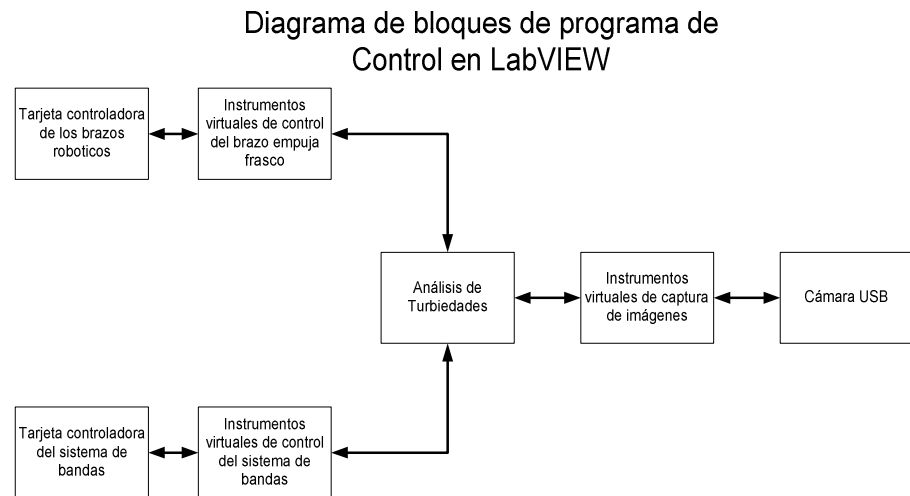 Diagrama de bloques de programa de
Control en LabVIEW
Tarjeta controladora
de los brazos
roboticos
Instrumentos
virtuales de control
del brazo empuja
frasco
Análisis de
Turbiedades
Instrumentos
virtuales de captura
de imágenes
Cámara USB
Tarjeta controladora
del sistema de
bandas
Instrumentos
virtuales de control
del sistema de
bandas